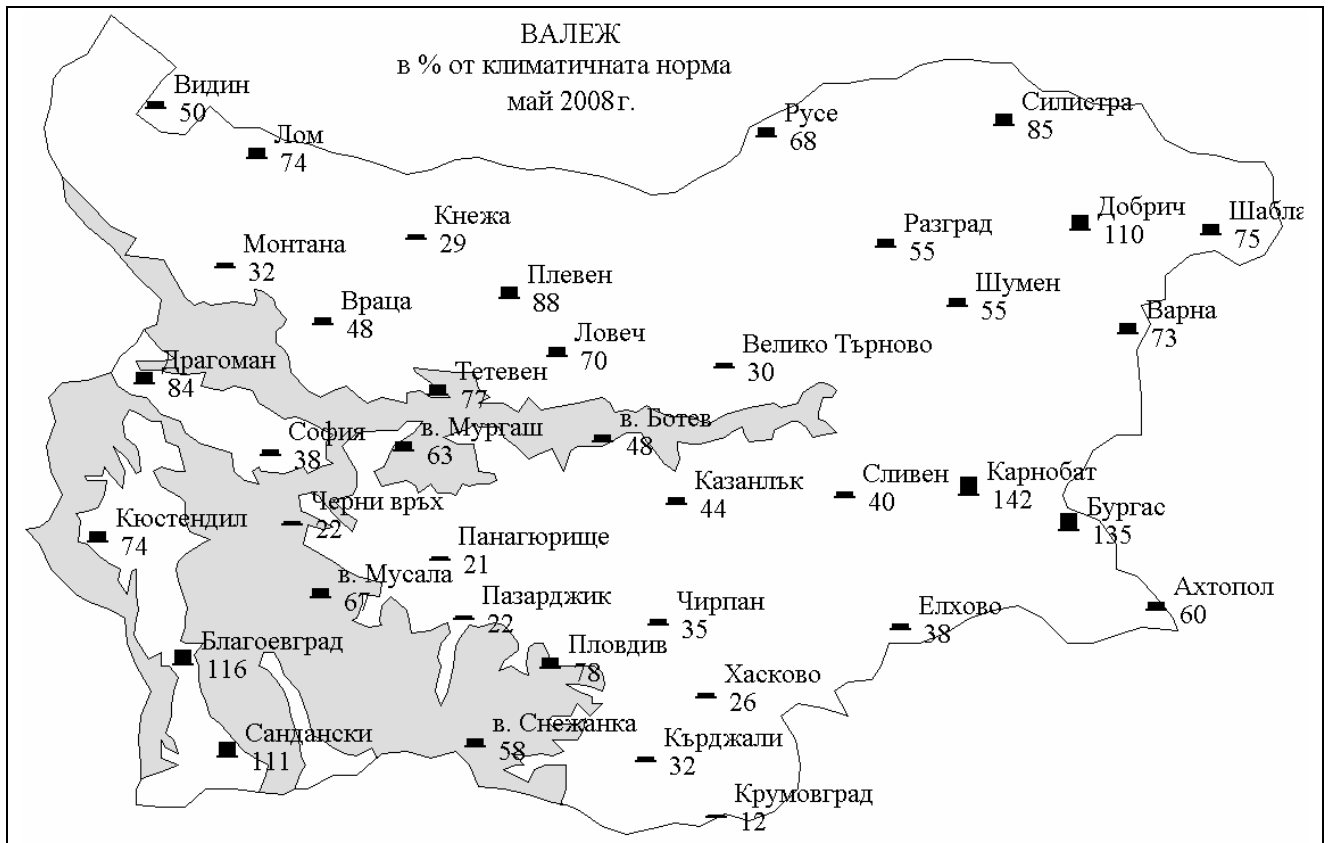 ВАЛЕЖ
в % от климатичната норма
май 2008 г.
Видин
50
Лом
74
Русе
68
Силистра
85
Кнежа
29
Монтана
32
Разград
55
Добрич
110
Шабла
75
Плевен
88
Враца
48
Шумен
55
Варна
73
Ловеч
70
Велико Търново
30
Драгоман
84
Тетевен
77
София
38
в. Мургаш
63
в. Ботев
48
Казанлък
44
Сливен
40
Карнобат
142
Бургас
135
Черни връх
22
Кюстендил
74
Панагюрище
21
в. Мусала
67
Пазарджик
22
Чирпан
35
Елхово
38
Ахтопол
60
Благоевград
116
Пловдив
78
Хасково
26
Сандански
111
в. Снежанка
58
Кърджали
32
Крумовград
12